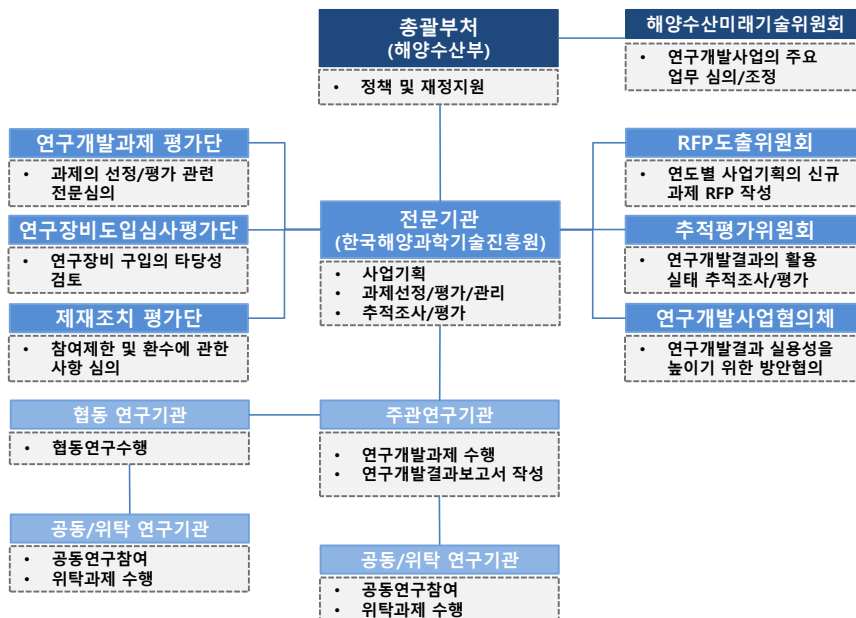 총괄부처
(해양수산부)
• 정책 및 재정지원
해양수산미래기술위원회
• 연구개발사업의 주요
업무 심의/조정
연구개발과제 평가단
• 과제의 선정/평가 관련
전문심의
연구장비도입심사평가단
• 연구장비 구입의 타당성
검토
제재조치 평가단
• 참여제한 및 환수에 관한
사항 심의
전문기관
(한국해양과학기술진흥원)
• 사업기획
• 과제선정/평가/관리
• 추적조사/평가
RFP도출위원회
• 연도별 사업기획의 신규
과제 RFP 작성
추적평가위원회
• 연구개발결과의 활용
실태 추적조사/평가
연구개발사업협의체
• 연구개발결과 실용성을
높이기 위한 방안협의
협동 연구기관
• 협동연구수행
주관연구기관
• 연구개발과제 수행
• 연구개발결과보고서 작성
공동/위탁 연구기관
• 공동연구참여
• 위탁과제 수행
공동/위탁 연구기관
• 공동연구참여
• 위탁과제 수행